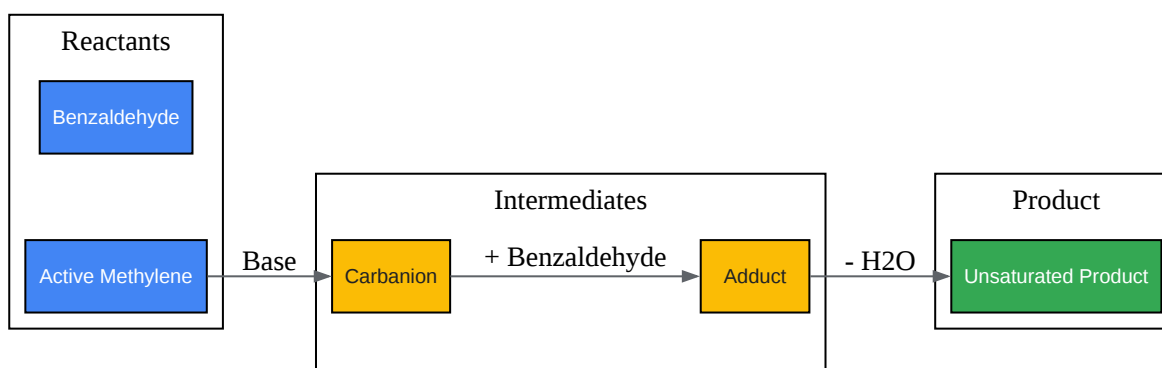 Reactants
Benzaldehyde
Active Methylene
Base
Intermediates
Carbanion
+ Benzaldehyde
Adduct
- H2O
Product
Unsaturated Product